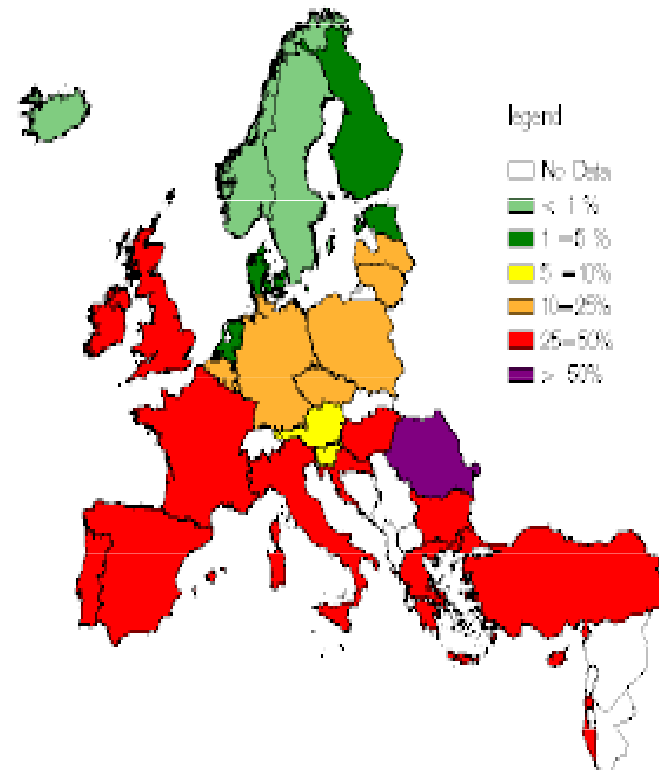 legend
No Data
< 1 %
1 – 5 %
5 – 10%
10–25%
25–50%
> 50%